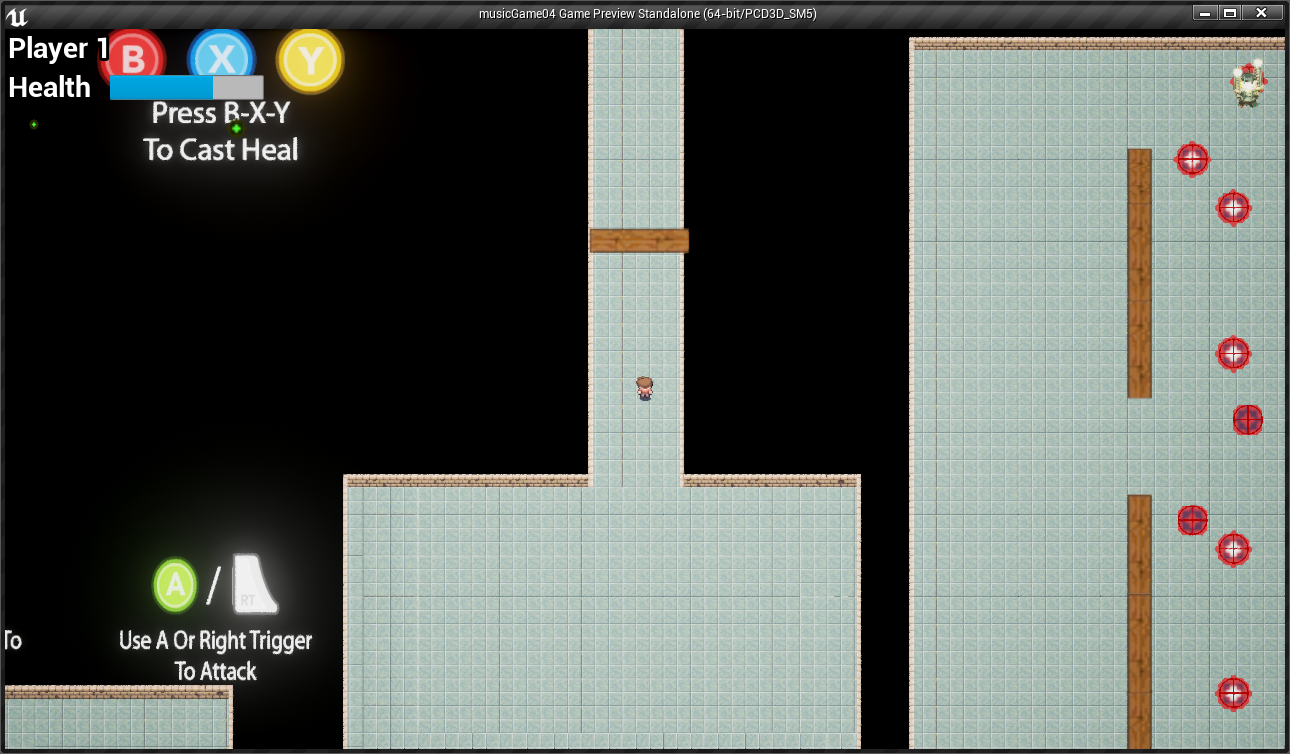 musicGame04 Game Preview Standalone (64-bit/PCD3D_SM5)
Player 1
B X Y
Health
Press B-X-Y
To Cast Heal
A / RT
To
Use A Or Right Trigger
To Attack